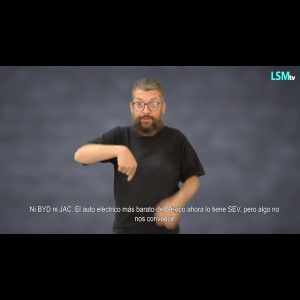 LSMtv
Ni BYD ni JAC. El auto eléctrico más barato de México ahora lo tiene SEV, pero algo no
nos convence